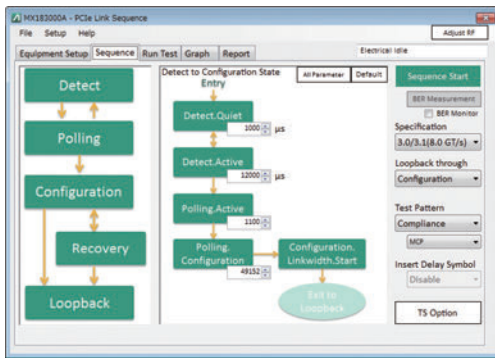 MX183000A - PCIe Link Sequence
File Setup Help
Adjust RF
Equipment Setup Sequence Run Test Graph Report
Electrical Idle
Detect
Polling
Configuration
Recovery
Loopback
Detect to Configuration State
All Parameter Default
Entry
Detect.Quiet
1000 µs
Detect.Active
12000 µs
Polling.Active
1100
Polling.
Configuration
49152
Configuration.
Linkwidth.Start
Exit to
Loopback
Sequence Start
BER Measurement
BER Monitor
Specification
3.0/3.1(8.0 GT/s)
Loopback through
Configuration
Test Pattern
Compliance
MCP
Insert Delay Symbol
Disable
TS Option